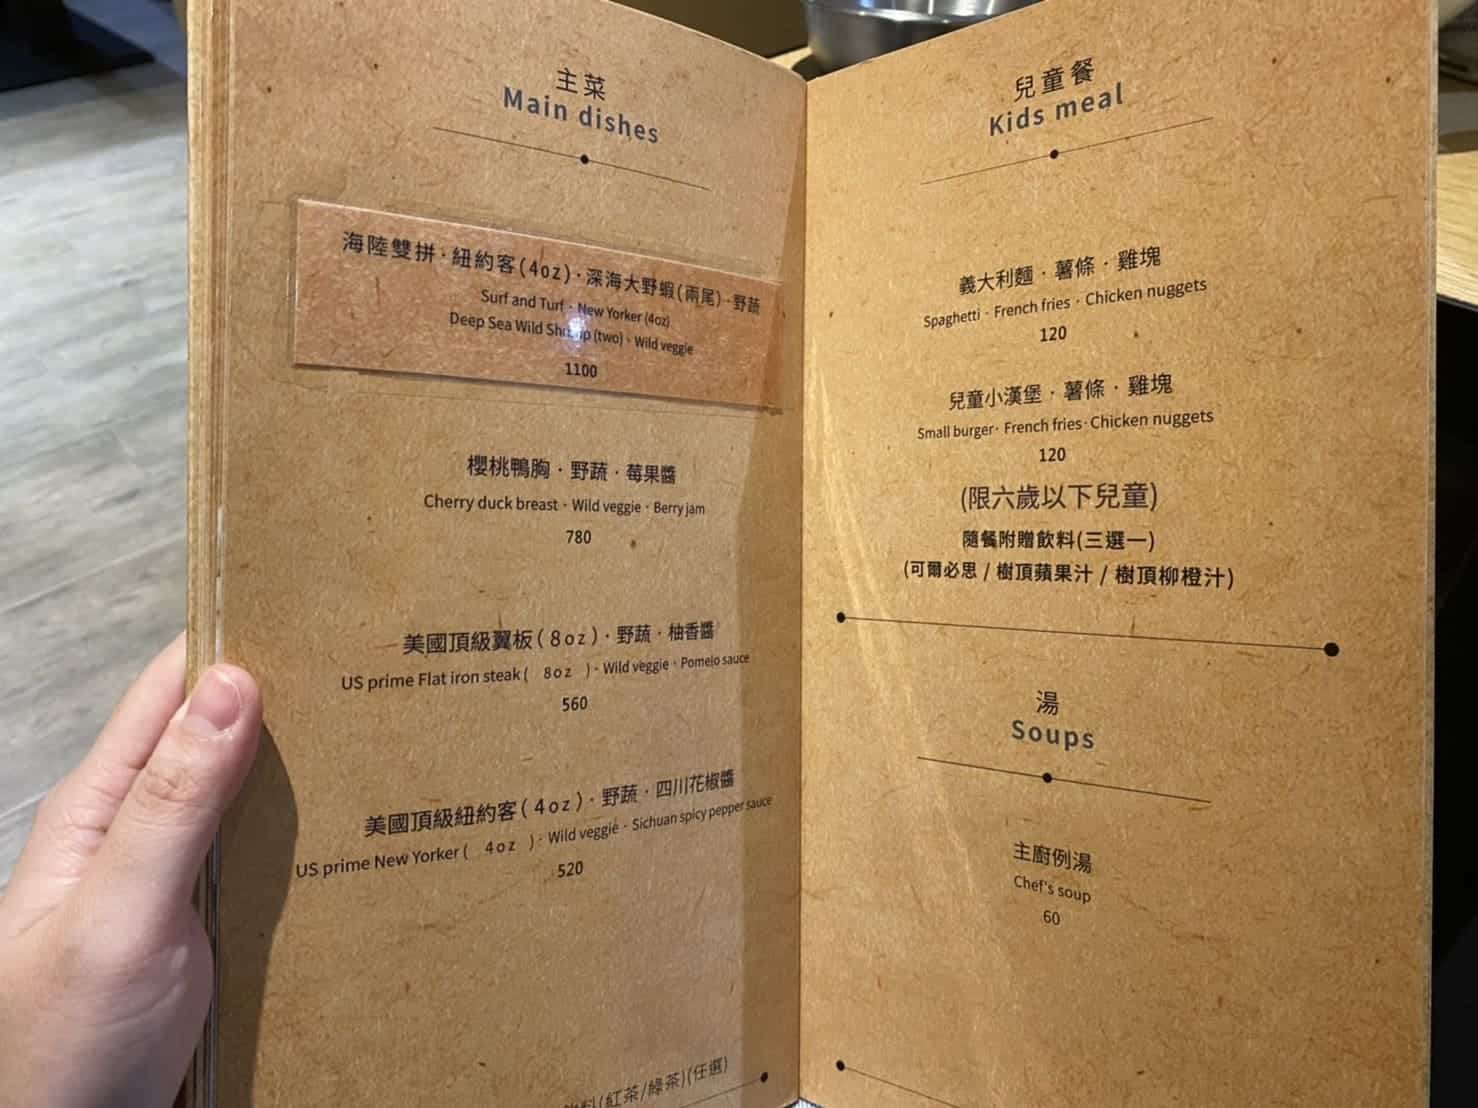 主菜
Main dishes
海陸雙拼·紐約客(4oz)·深海大野蝦(兩尾)·野蔬
Surf and Turf · New Yorker (4oz)
Deep Sea Wild Shrimp (two) · Wild veggie
1100
櫻桃鴨胸·野蔬·莓果醬
Cherry duck breast · Wild veggie · Berry jam
780
美國頂級翼板(8oz)·野蔬·柚香醬
US prime Flat iron steak( 8oz )· Wild veggie · Pomelo sauce
560
美國頂級紐約客(4oz)·野蔬·四川花椒醬
US prime New Yorker( 4oz )· Wild veggie · Sichuan spicy pepper sauce
520
(紅茶/綠茶)(任選)
兒童餐
Kids meal
義大利麵·薯條·雞塊
Spaghetti · French fries · Chicken nuggets
120
兒童小漢堡·薯條·雞塊
Small burger· French fries· Chicken nuggets
120
(限六歲以下兒童)
隨餐附贈飲料(三選一)
(可爾必思/樹頂蘋果汁/樹頂柳橙汁)
湯
Soups
主廚例湯
Chef's soup
60